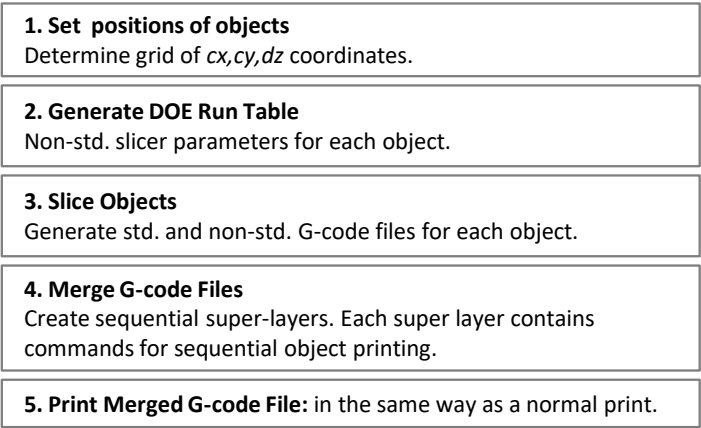 1. Set positions of objects
Determine grid of cx,cy,dz coordinates.
2. Generate DOE Run Table
Non-std. slicer parameters for each object.
3. Slice Objects
Generate std. and non-std. G-code files for each object.
4. Merge G-code Files
Create sequential super-layers. Each super layer contains
commands for sequential object printing.
5. Print Merged G-code File: in the same way as a normal print.